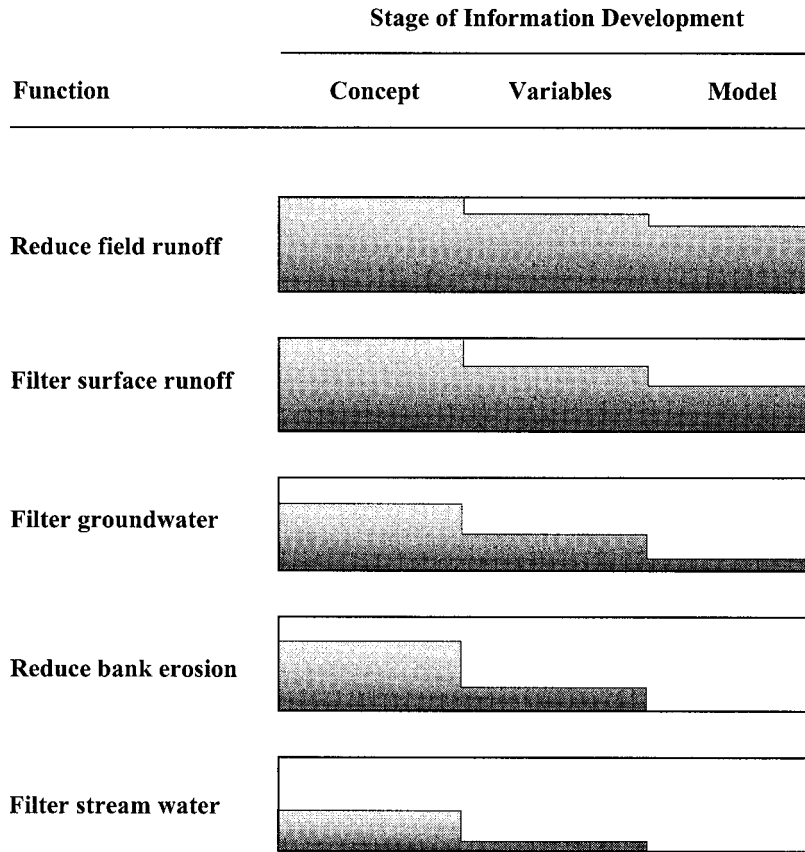 Stage of Information Development
Function Concept Variables Model
Reduce field runoff
Filter surface runoff
Filter groundwater
Reduce bank erosion
Filter stream water